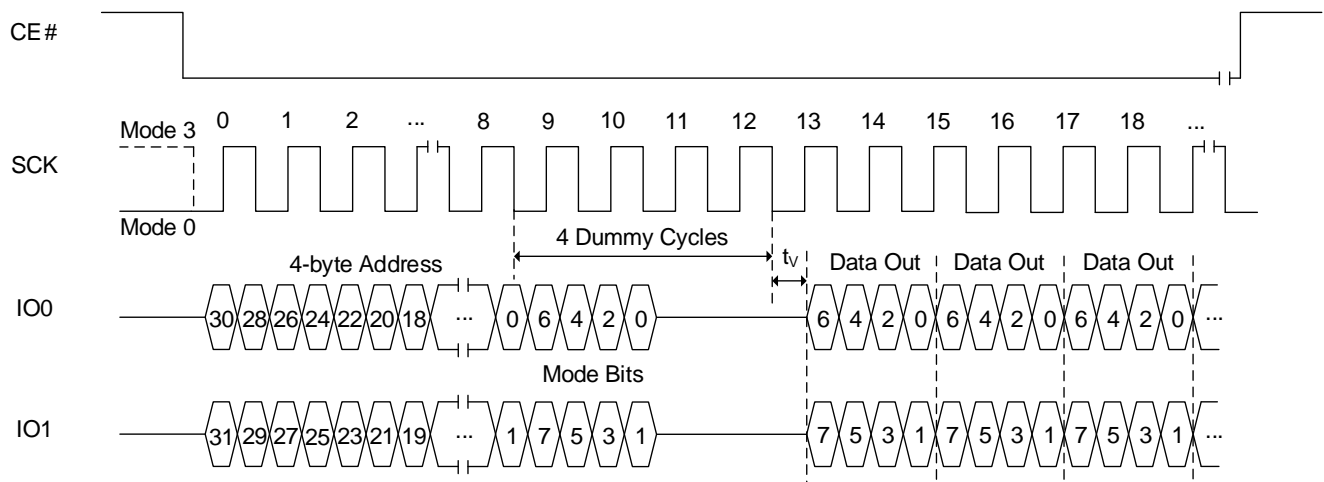 CE#
0 1 2 ... 8 9 10 11 12 13 14 15 16 17 18 ...
Mode 3
SCK
Mode 0
4 Dummy Cycles
4-byte Address
tV
Data Out Data Out Data Out
IO0
30 28 26 24 22 20 18 ... 0 6 4 2 0 6 4 2 0 6 4 2 0 6 4 2 0 ...
Mode Bits
IO1
31 29 27 25 23 21 19 ... 1 7 5 3 1 7 5 3 1 7 5 3 1 7 5 3 1 ...